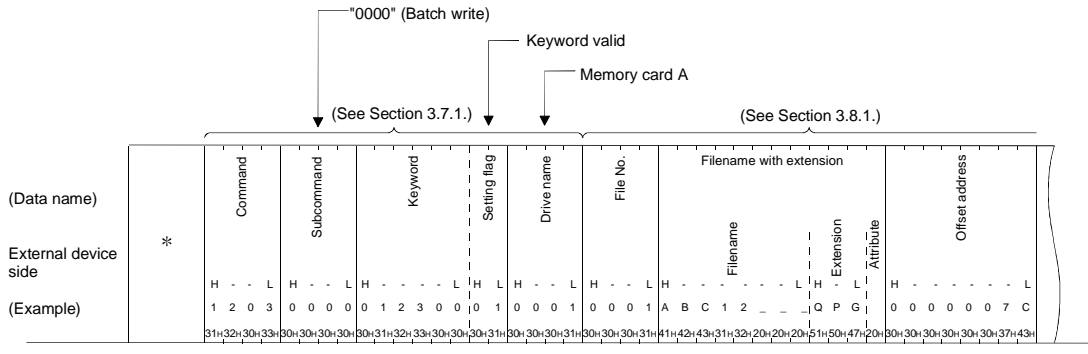 "0000" (Batch write)
Keyword valid
Memory card A
(See Section 3.7.1.) (See Section 3.8.1.)
(Data name) Command Subcommand Keyword Setting flag Drive name File No. Filename with extension Offset address
Filename Extension Attribute
External device side *
H - - L H - - L H - - - - L H L H - - L H - - L H - - - - - - L H - L H - - - - - - L
(Example) 1 2 0 3 0 0 0 0 0 1 2 3 0 0 0 1 0 0 0 1 0 0 0 1 A B C 1 2 _ _ _ Q P G 0 0 0 0 0 0 7 C
31H 32H 30H 33H 30H 30H 30H 30H 30H 31H 32H 33H 30H 30H 30H 31H 30H 30H 30H 31H 30H 30H 30H 31H 41H 42H 43H 31H 32H 20H 20H 20H 51H 50H 47H 20H 30H 30H 30H 30H 30H 30H 37H 43H